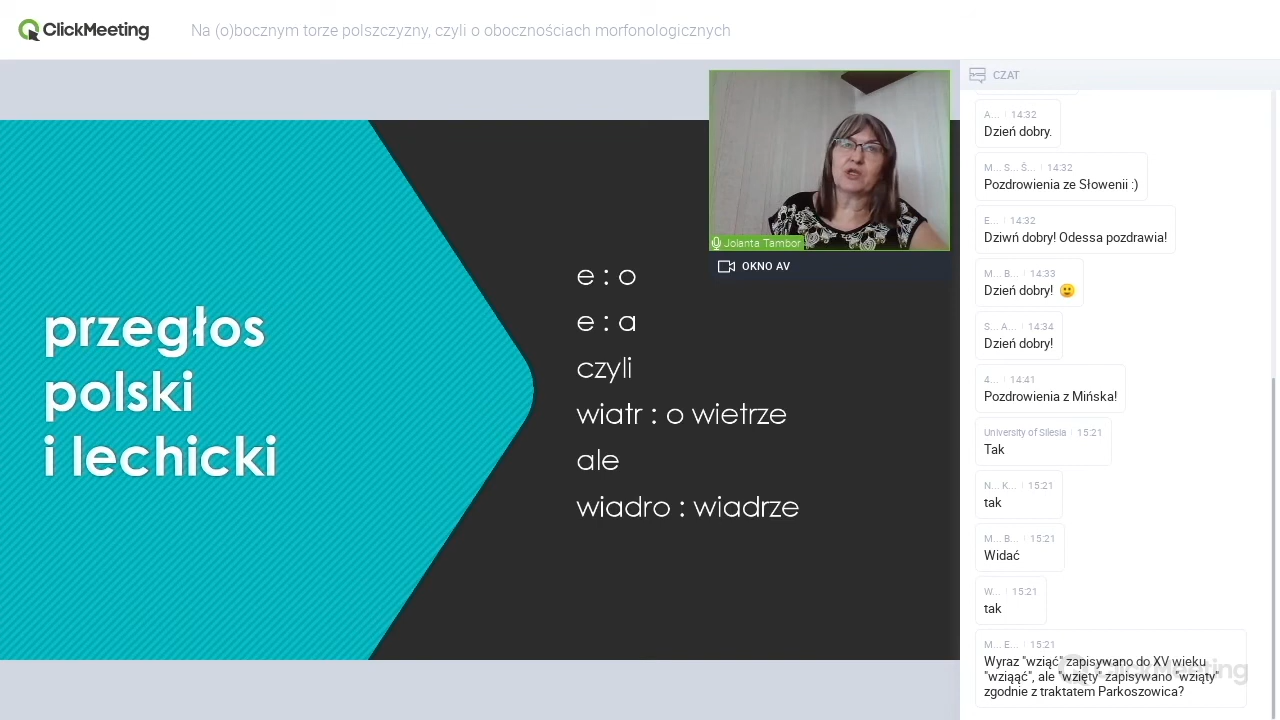 ClickMeeting
Na (o)bocznym torze polszczyzny, czyli o obocznościach morfonologicznych
przegłos
polski
i lechicki
e : o
e : a
czyli
wiatr : o wietrze
ale
wiadro : wiadrze
Jolanta Tambor
OKNO AV
CZAT
A... 14:32
Dzień dobry.
M... S... Š... 14:32
Pozdrowienia ze Słowenii :)
E... 14:32
Dziwń dobry! Odessa pozdrawia!
M... B... 14:33
Dzień dobry! 🙂
S... A... 14:34
Dzień dobry!
4... 14:41
Pozdrowienia z Mińska!
University of Silesia 15:21
Tak
N... K... 15:21
tak
M... B... 15:21
Widać
W... 15:21
tak
M... E... 15:21
Wyraz "wziąć" zapisywano do XV wieku
"wziąąć", ale "wzięty" zapisywano "wziąty"
zgodnie z traktatem Parkoszowica?
ClickMeeting